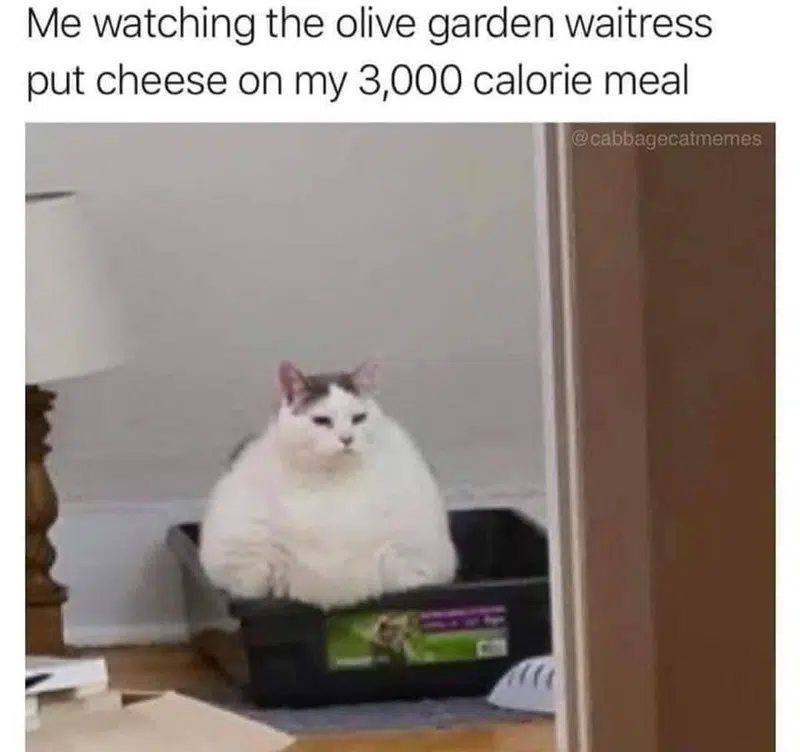 Me watching the olive garden waitress
put cheese on my 3,000 calorie meal
@cabbagecatmemes